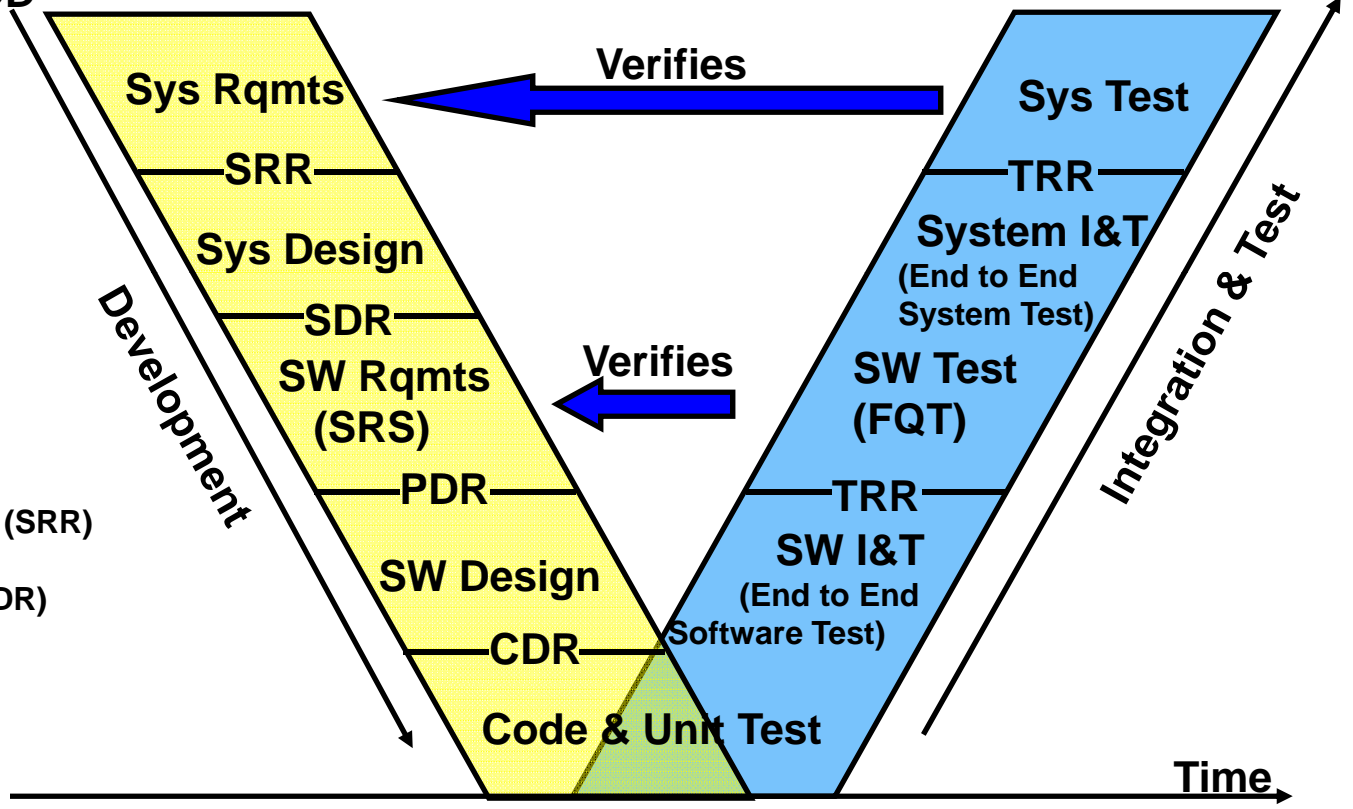 Sys Rqmts
SRR
Sys Design
SDR
SW Rqmts
(SRS)
PDR
SW Design
CDR
Code & Unit Test
Verifies
Verifies
Sys Test
TRR
System I&T
(End to End
System Test)
SW Test
(FQT)
TRR
SW I&T
(End to End
Software Test)
Development
Integration & Test
(SRR)
DR)
Time